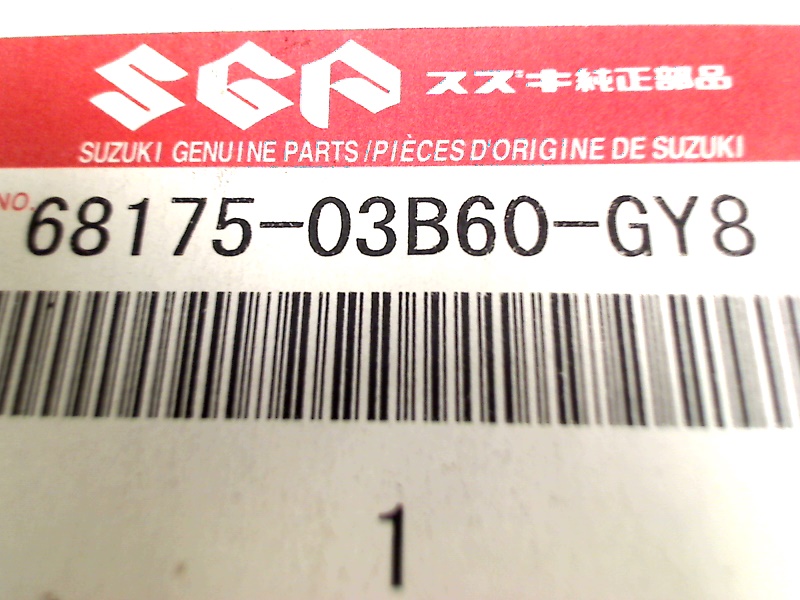 SGP スズキ純正部品
SUZUKI GENUINE PARTS/PIÈCES D'ORIGINE DE SUZUKI
NO. 68175-03B60-GY8
1